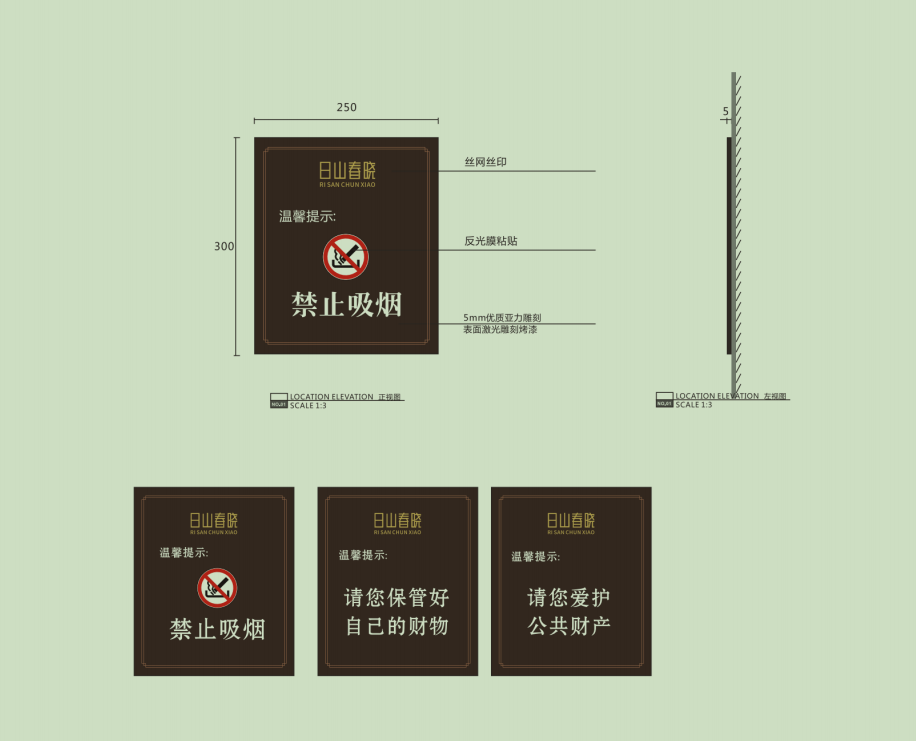 250
5
300
日山春晓
RI SAN CHUN XIAO
温馨提示:
禁止吸烟
丝网丝印
反光膜粘贴
5mm优质亚力雕刻
表面激光雕刻烤漆
NO.01
LOCATION ELEVATION 正视图
SCALE 1:3
NO.01
LOCATION ELEVATION 左视图
SCALE 1:3
日山春晓
RI SAN CHUN XIAO
温馨提示:
禁止吸烟
日山春晓
RI SAN CHUN XIAO
温馨提示:
请您保管好
自己的财物
日山春晓
RI SAN CHUN XIAO
温馨提示:
请您爱护
公共财产